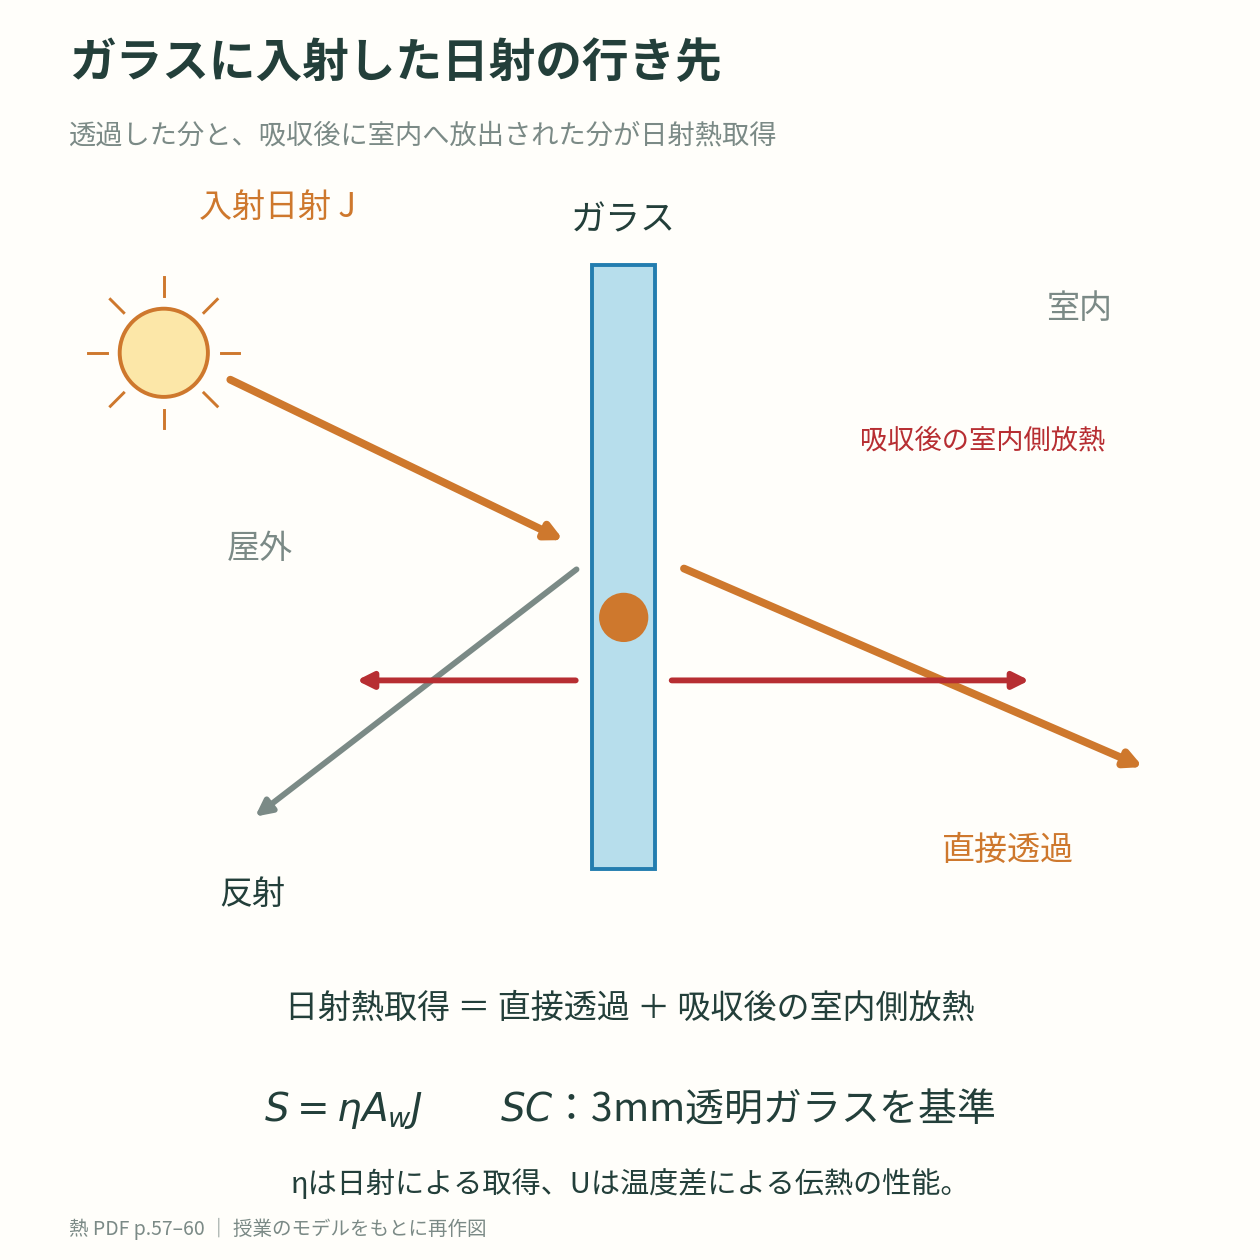 ガラスに入射した日射の行き先
透過した分と、吸収後に室内へ放出された分が日射熱取得
入射日射 J
ガラス
室内
吸収後の室内側放熱
屋外
直接透過
反射
日射熱取得 ＝ 直接透過 ＋ 吸収後の室内側放熱
S = ηA_wJ　　SC：3mm透明ガラスを基準
ηは日射による取得、Uは温度差による伝熱の性能。
熱 PDF p.57–60｜授業のモデルをもとに再作図